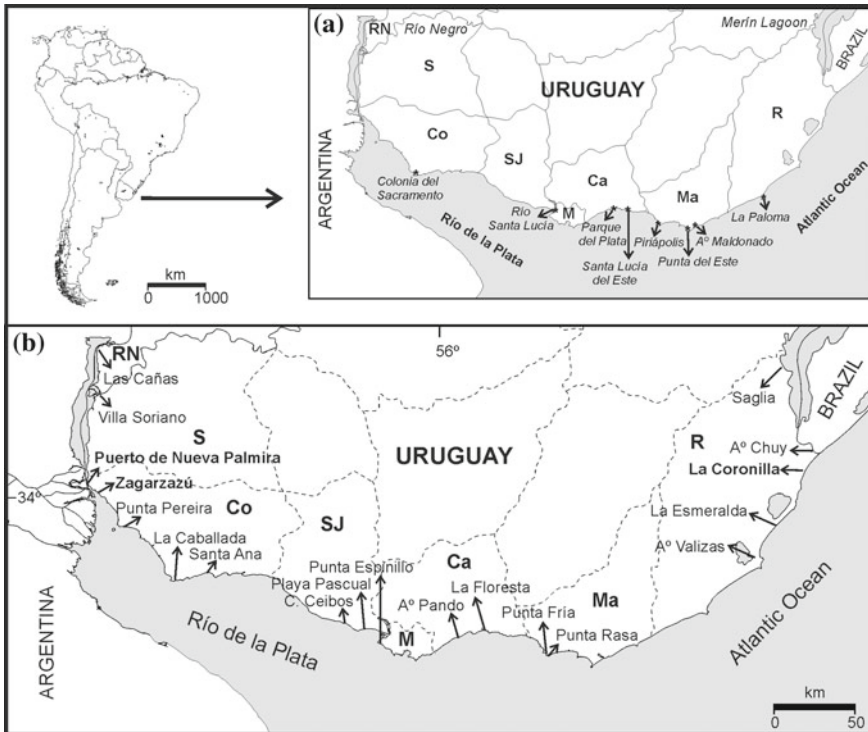 (a)
RN
Río Negro
Merín Lagoon
BRAZIL
S
URUGUAY
R
ARGENTINA
Co
SJ
Ca
Ma
M
Colonia del
Sacramento
Río
Santa Lucía
Parque
del Plata
Santa Lucía
del Este
Piriápolis
Punta del Este
Aº Maldonado
La Paloma
Río de la Plata
Atlantic Ocean
km
0 1000
(b)
56º
RN
Las Cañas
Villa Soriano
Saglia
BRAZIL
S
URUGUAY
R
Aº Chuy
La Coronilla
Puerto de Nueva Palmira
Zagarzazú
34º
Punta Pereira
Co
SJ
La Esmeralda
La Caballada
Santa Ana
Aº Valizas
Punta Espinillo
Playa Pascual
C. Ceibos
Ca
La Floresta
Aº Pando
Ma
Punta Fría
Punta Rasa
M
Río de la Plata
ARGENTINA
Atlantic Ocean
km
0 50